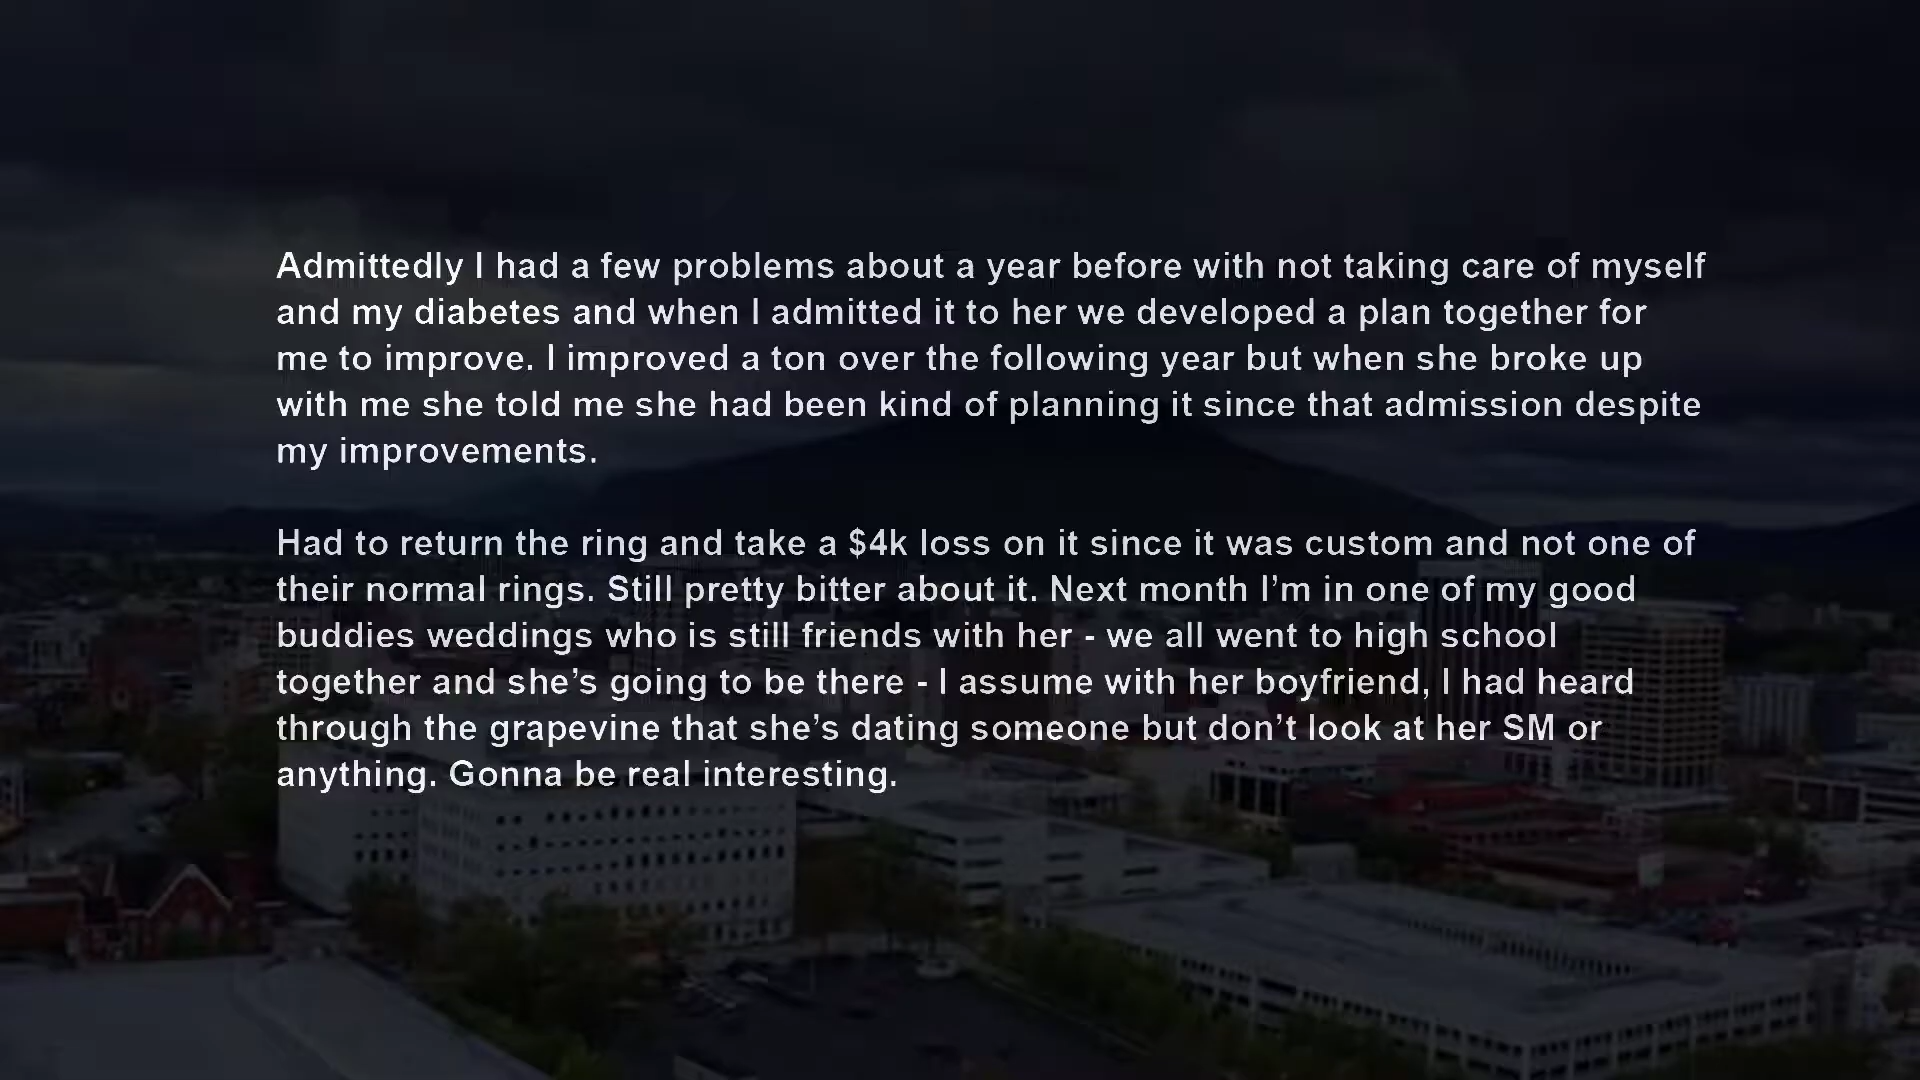 Admittedly I had a few problems about a year before with not taking care of myself
and my diabetes and when I admitted it to her we developed a plan together for
me to improve. I improved a ton over the following year but when she broke up
with me she told me she had been kind of planning it since that admission despite
my improvements.
Had to return the ring and take a $4k loss on it since it was custom and not one of
their normal rings. Still pretty bitter about it. Next month I’m in one of my good
buddies weddings who is still friends with her - we all went to high school
together and she’s going to be there - I assume with her boyfriend, I had heard
through the grapevine that she’s dating someone but don’t look at her SM or
anything. Gonna be real interesting.